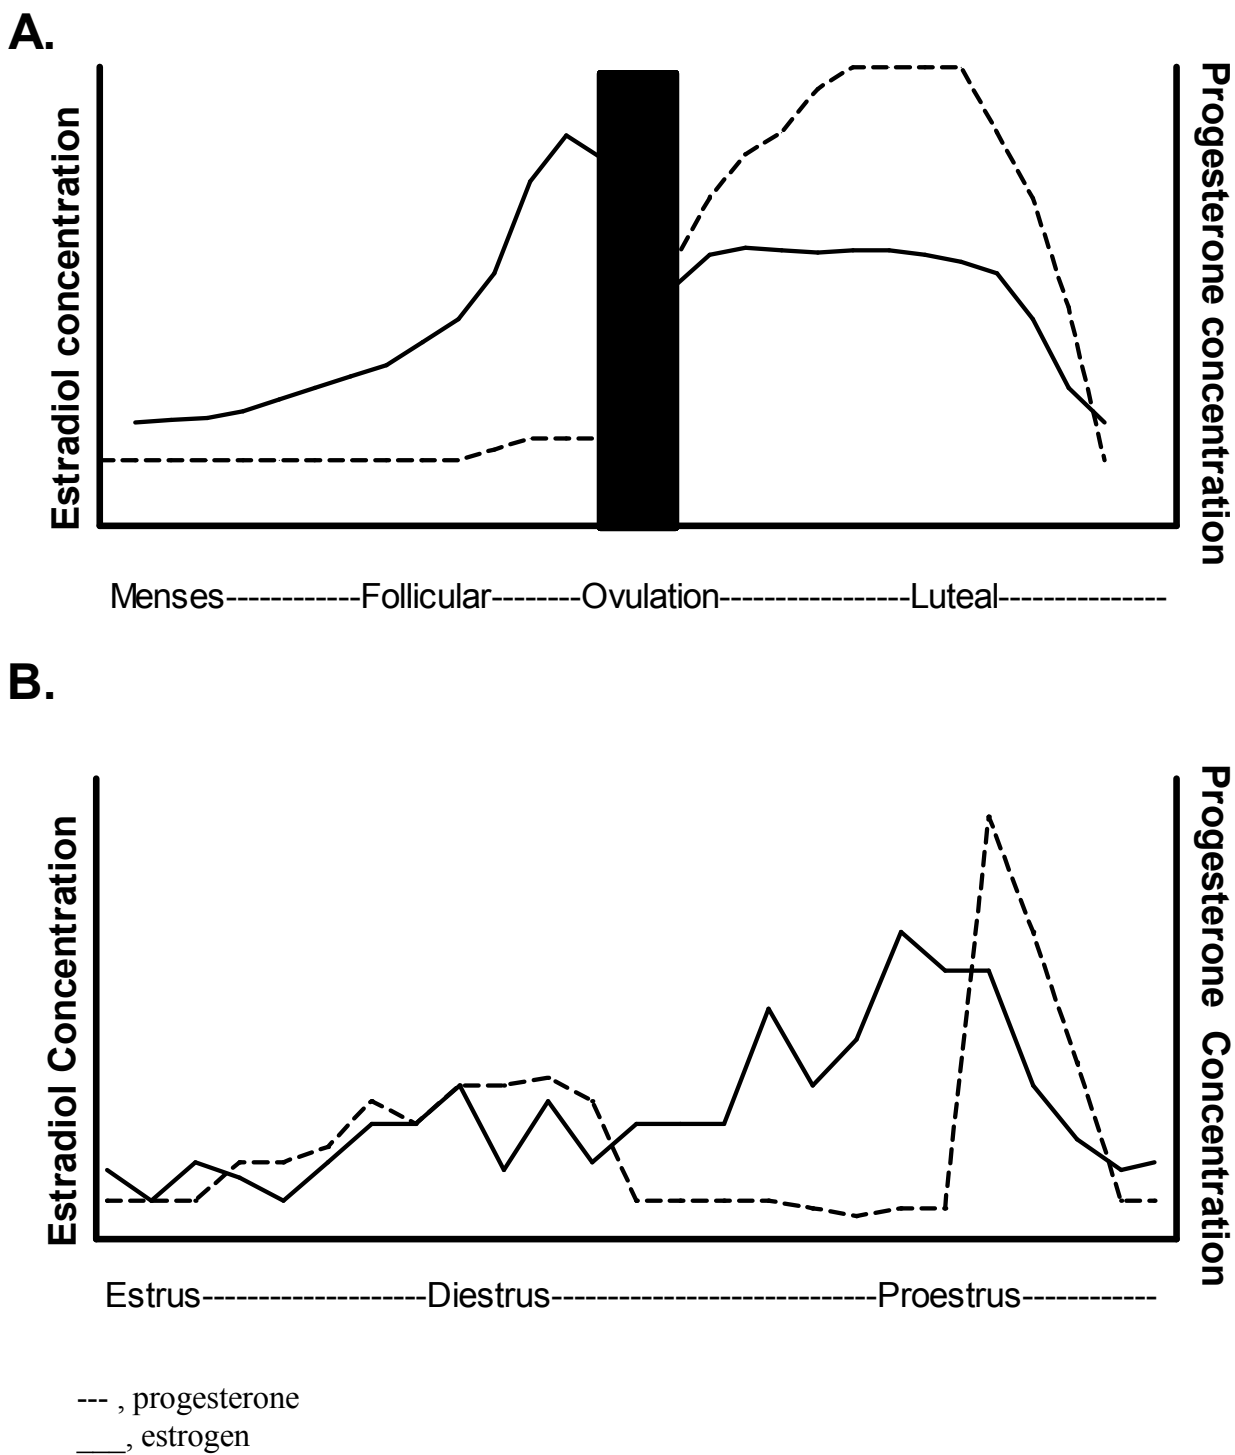 A.
Estradiol concentration
Progesterone concentration
Menses------------Follicular--------Ovulation-----------------Luteal---------------
B.
Estradiol Concentration
Progesterone Concentration
Estrus--------------------Diestrus-----------------------------Proestrus------------
--- , progesterone
___, estrogen